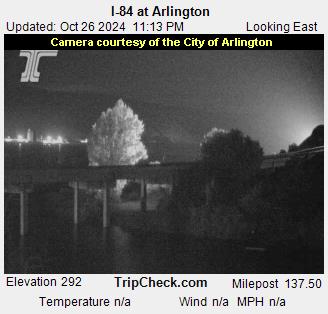 I-84 at Arlington
Updated: Oct 26 2024 11:13 PM Looking East
Camera courtesy of the City of Arlington
Elevation 292 TripCheck.com Milepost 137.50
Temperature n/a Wind n/a MPH n/a